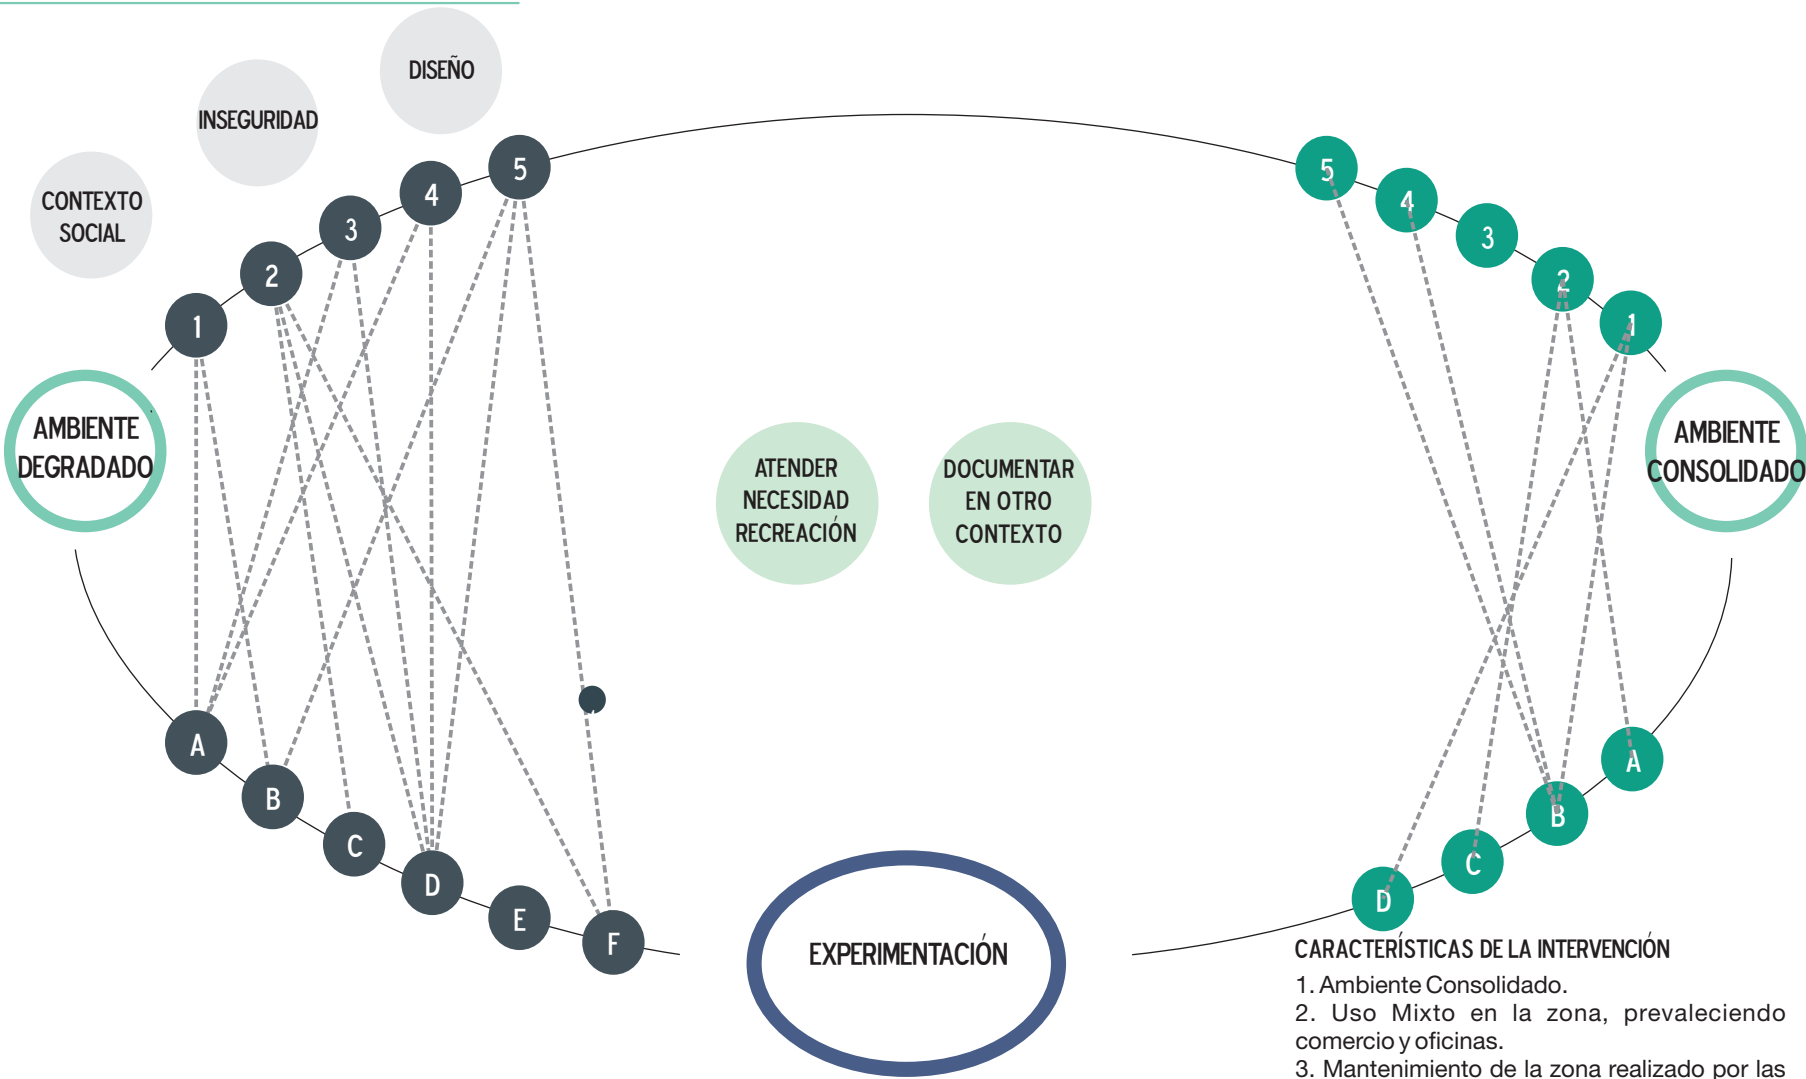 DISEÑO
INSEGURIDAD
CONTEXTO
SOCIAL
1
2
3
4
5
5
4
3
2
1
AMBIENTE
DEGRADADO
ATENDER
NECESIDAD
RECREACIÓN
DOCUMENTAR
EN OTRO
CONTEXTO
AMBIENTE
CONSOLIDADO
A
B
C
D
E
F
EXPERIMENTACIÓN
D
C
B
A
CARACTERÍSTICAS DE LA INTERVENCIÓN
1. Ambiente Consolidado.
2. Uso Mixto en la zona, prevaleciendo
comercio y oficinas.
3. Mantenimiento de la zona realizado por las